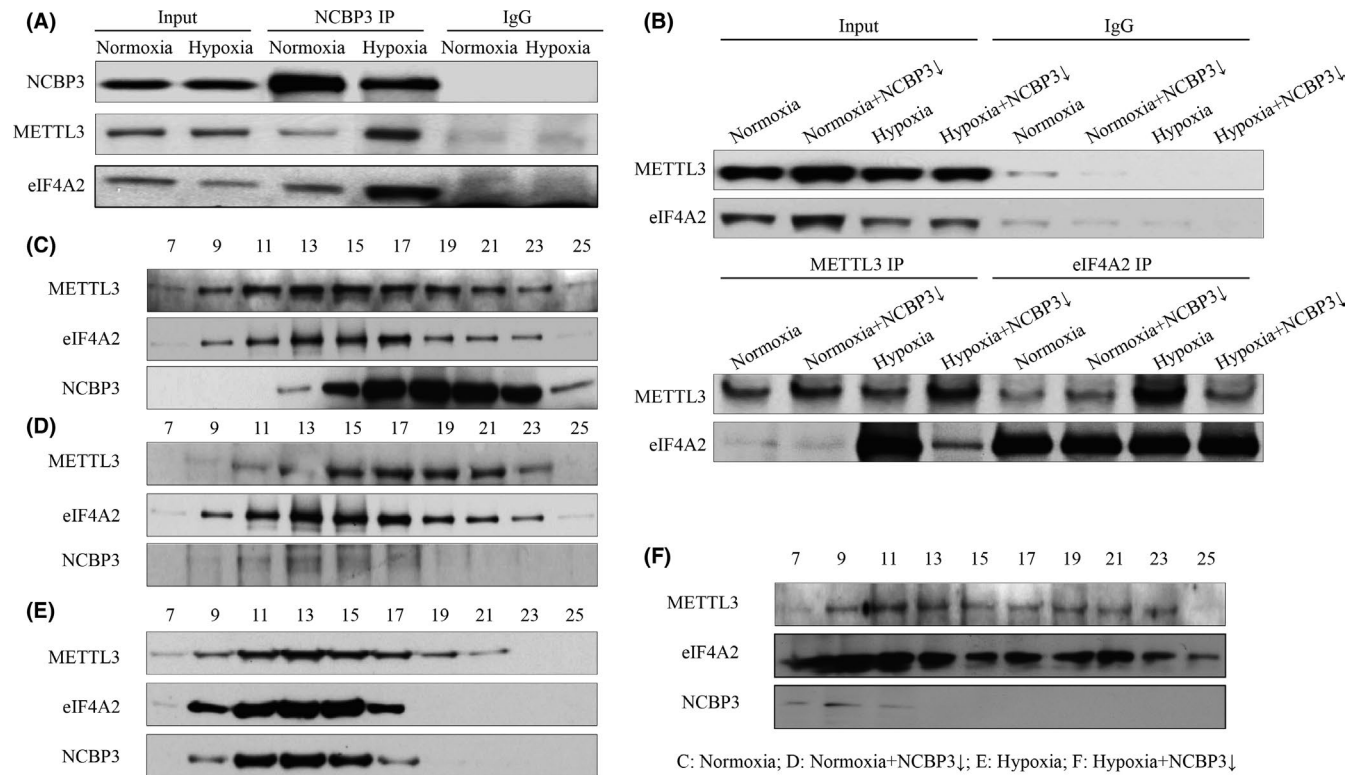 (A)
Input NCBP3 IP IgG
Normoxia Hypoxia Normoxia Hypoxia Normoxia Hypoxia
NCBP3
METTL3
eIF4A2
(B)
Input IgG
Normoxia Normoxia+NCBP3↓ Hypoxia Hypoxia+NCBP3↓ Normoxia Normoxia+NCBP3↓ Hypoxia Hypoxia+NCBP3↓
METTL3
eIF4A2
METTL3 IP eIF4A2 IP
Normoxia Normoxia+NCBP3↓ Hypoxia Hypoxia+NCBP3↓ Normoxia Normoxia+NCBP3↓ Hypoxia Hypoxia+NCBP3↓
METTL3
eIF4A2
(C) 7 9 11 13 15 17 19 21 23 25
METTL3
eIF4A2
NCBP3
(D) 7 9 11 13 15 17 19 21 23 25
METTL3
eIF4A2
NCBP3
(E) 7 9 11 13 15 17 19 21 23 25
METTL3
eIF4A2
NCBP3
(F) 7 9 11 13 15 17 19 21 23 25
METTL3
eIF4A2
NCBP3
C: Normoxia; D: Normoxia+NCBP3↓; E: Hypoxia; F: Hypoxia+NCBP3↓